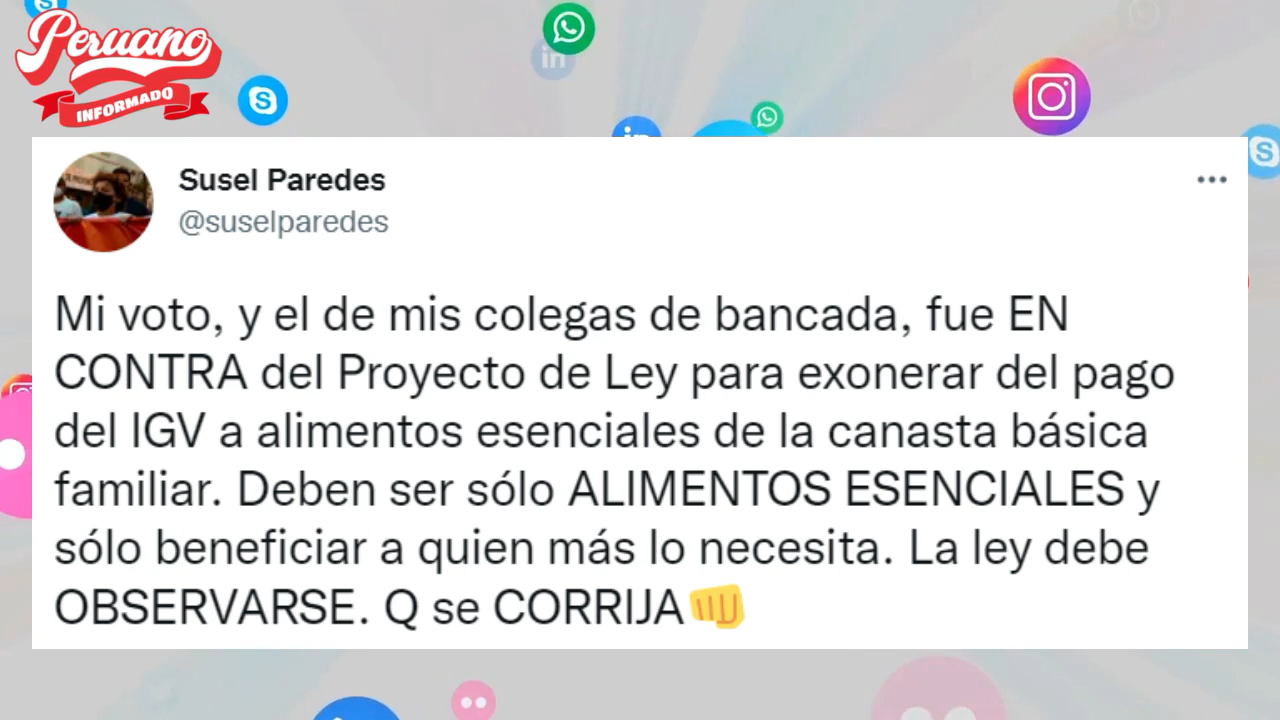 Peruano
INFORMADO
Susel Paredes
@suselparedes
Mi voto, y el de mis colegas de bancada, fue EN
CONTRA del Proyecto de Ley para exonerar del pago
del IGV a alimentos esenciales de la canasta básica
familiar. Deben ser sólo ALIMENTOS ESENCIALES y
sólo beneficiar a quien más lo necesita. La ley debe
OBSERVARSE. Q se CORRIJA👊